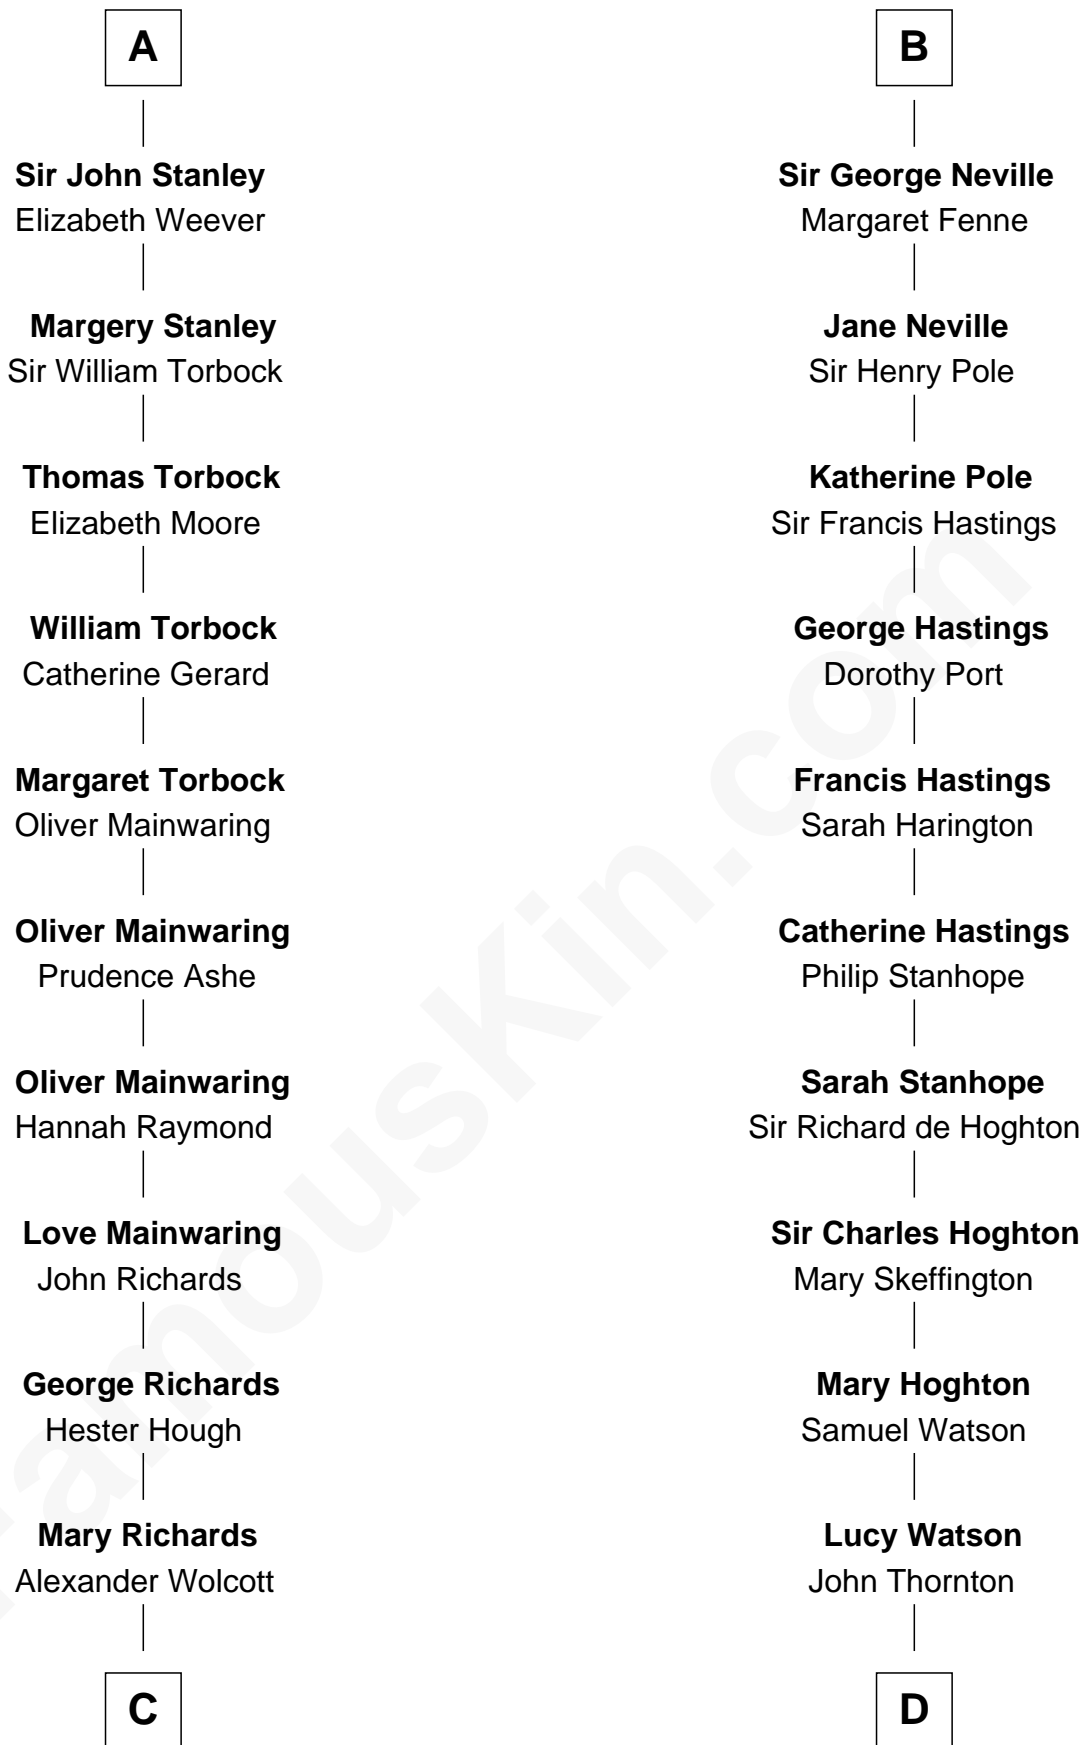 A
Sir John Stanley
Elizabeth Weever
Margery Stanley
Sir William Torbock
Thomas Torbock
Elizabeth Moore
William Torbock
Catherine Gerard
Margaret Torbock
Oliver Mainwaring
Oliver Mainwaring
Prudence Ashe
Oliver Mainwaring
Hannah Raymond
Love Mainwaring
John Richards
George Richards
Hester Hough
Mary Richards
Alexander Wolcott
C
B
Sir George Neville
Margaret Fenne
Jane Neville
Sir Henry Pole
Katherine Pole
Sir Francis Hastings
George Hastings
Dorothy Port
Francis Hastings
Sarah Harington
Catherine Hastings
Philip Stanhope
Sarah Stanhope
Sir Richard de Hoghton
Sir Charles Hoghton
Mary Skeffington
Mary Hoghton
Samuel Watson
Lucy Watson
John Thornton
D
FamousKin.com